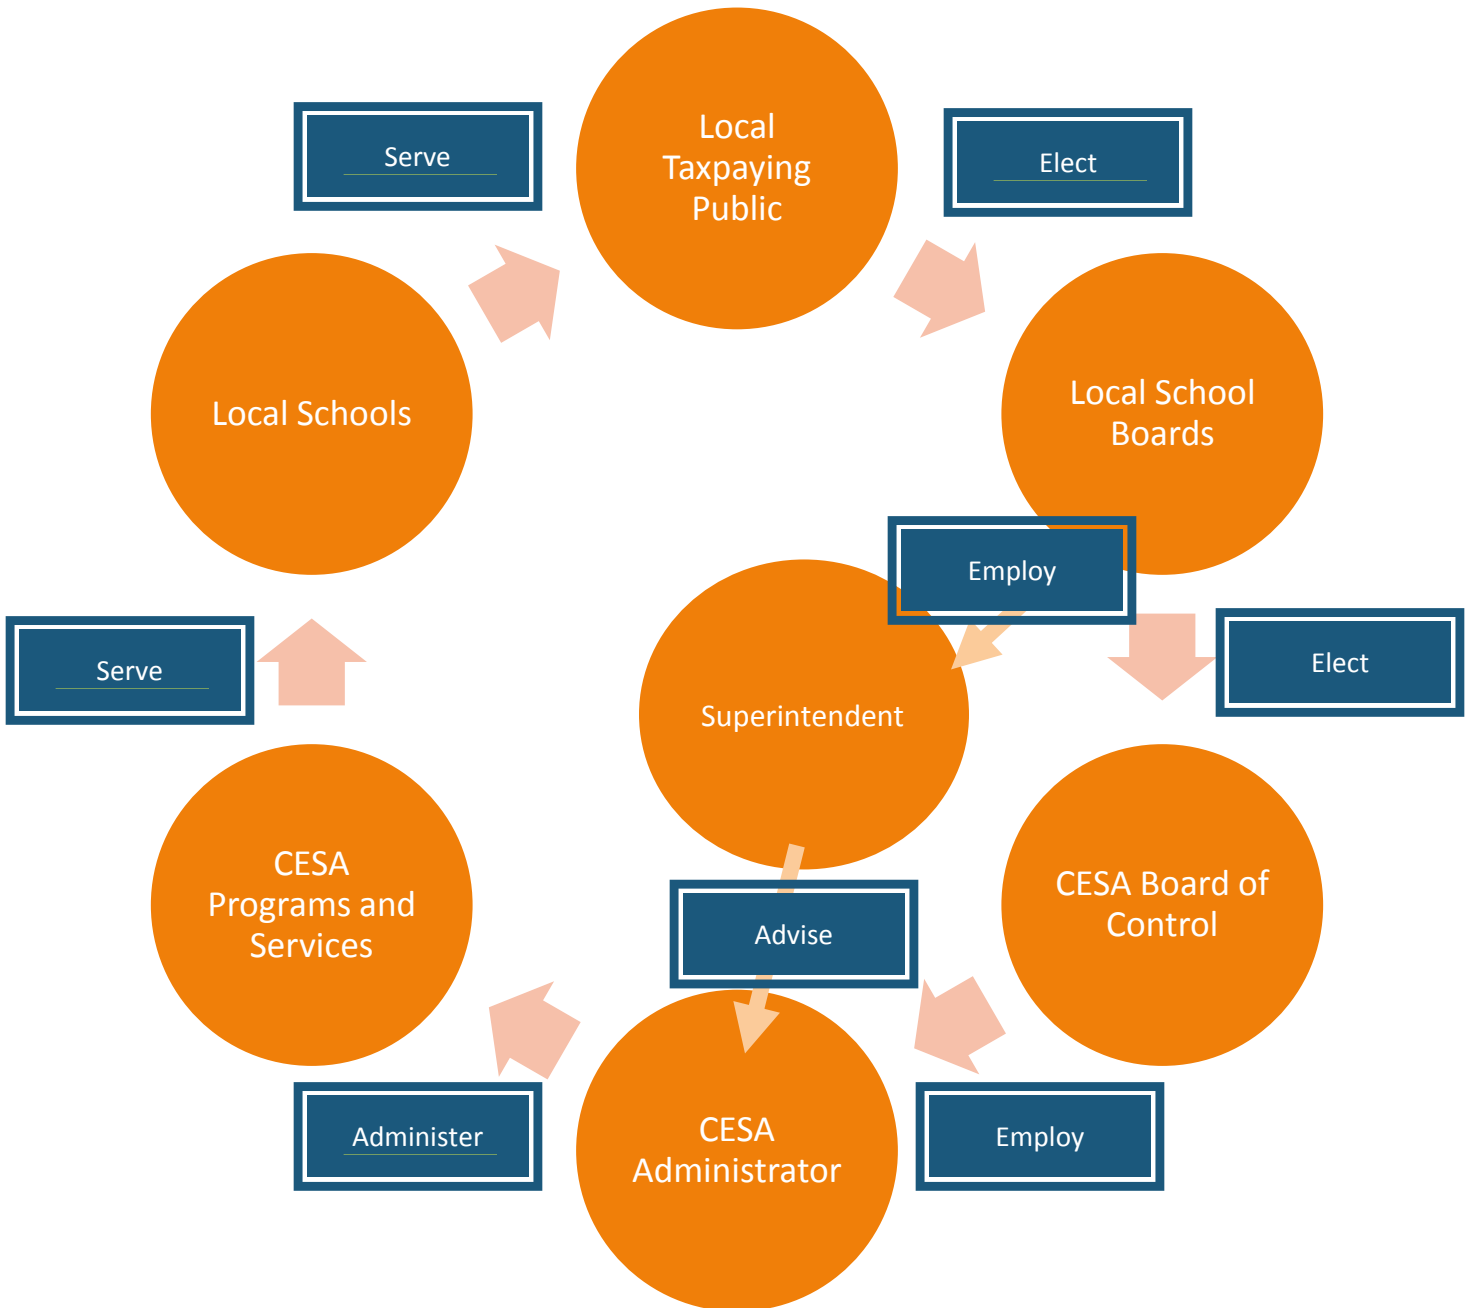 Local
Taxpaying
Public
Serve
Elect
Local Schools
Local School
Boards
Employ
Serve
Elect
Superintendent
CESA
Programs and
Services
Advise
CESA Board of
Control
Administer
CESA
Administrator
Employ